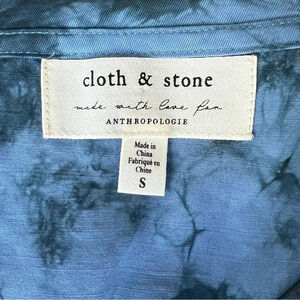 cloth & stone
made with love for
ANTHROPOLOGIE
Made in
China
Fabriqué en
Chine
S